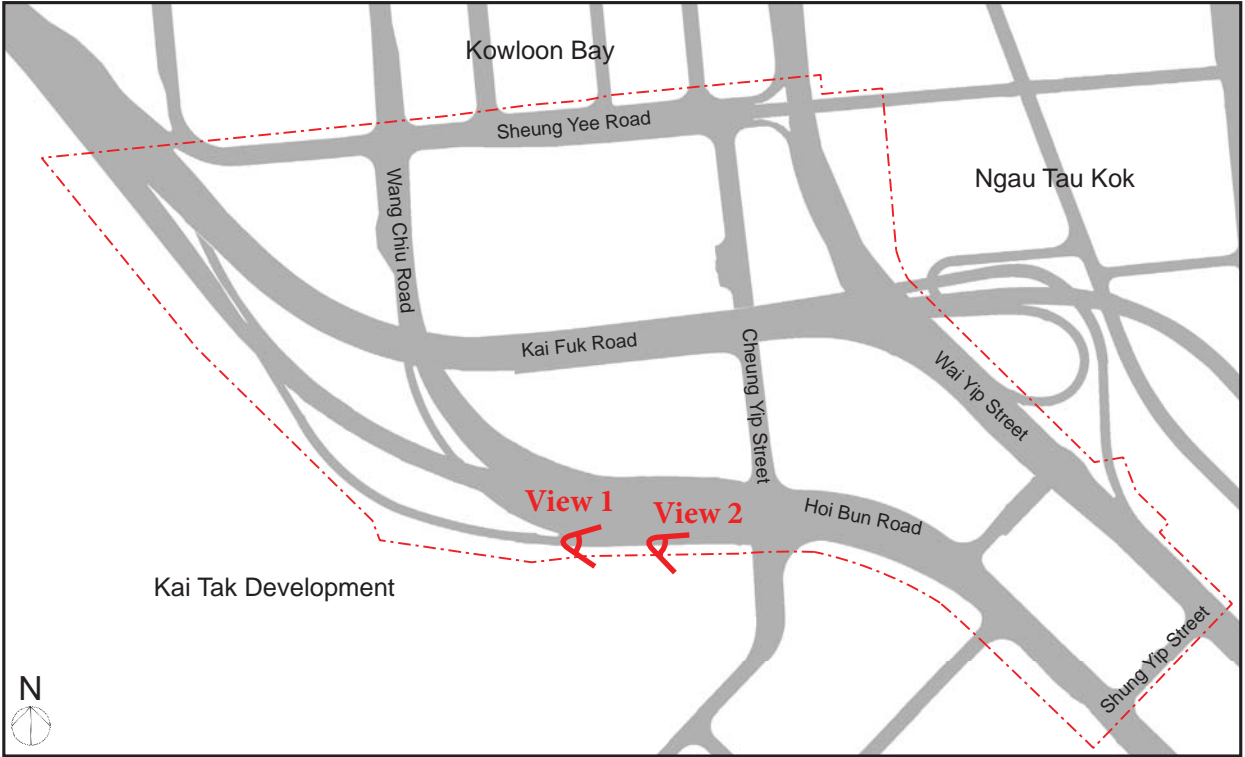 Kowloon Bay
Sheung Yee Road
Ngau Tau Kok
Wang Chiu Road
Kai Fuk Road
Cheung Yip Street
Wai Yip Street
View 1
View 2
Hoi Bun Road
Kai Tak Development
Shung Yip Street
N